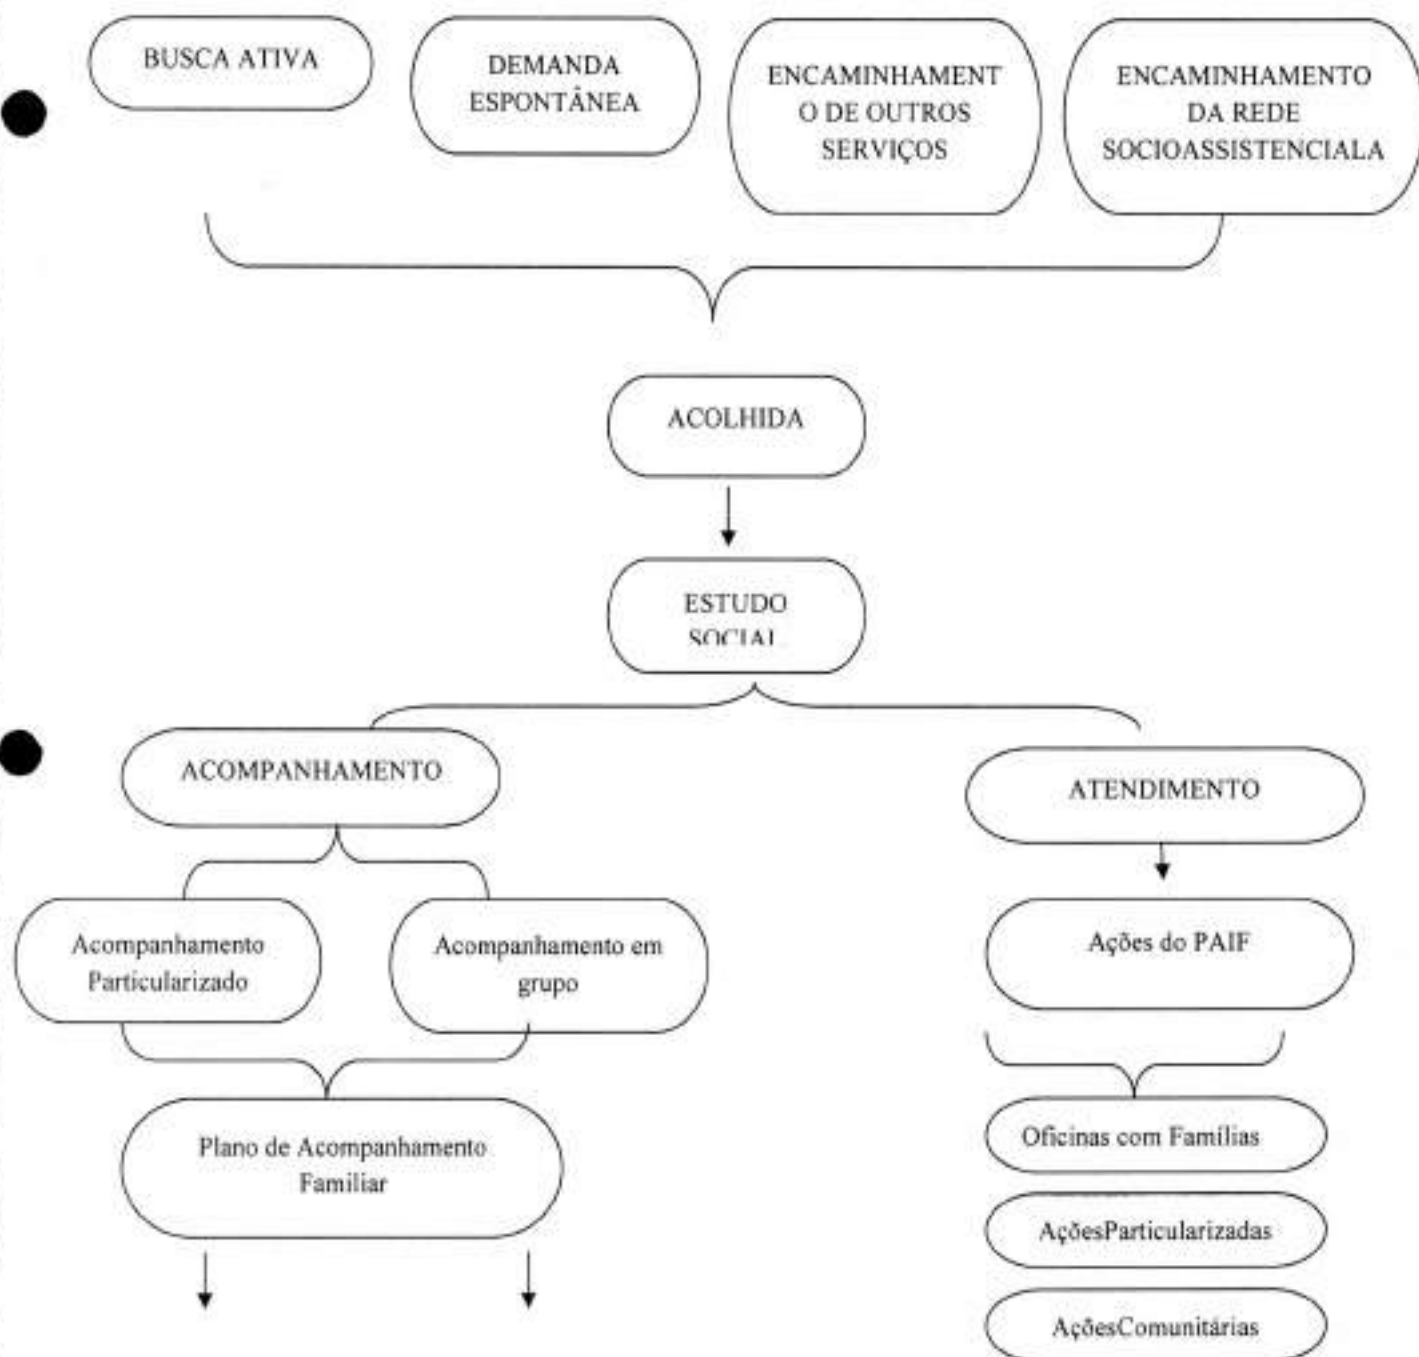 BUSCA ATIVA
DEMANDA
ESPONTÂNEA
ENCAMINHAMENT
O DE OUTROS
SERVIÇOS
ENCAMINHAMENTO
DA REDE
SOCIOASSISTENCIALA
ACOLHIDA
ESTUDO
SOCIAL
ACOMPANHAMENTO
ATENDIMENTO
Acompanhamento
Particularizado
Acompanhamento em
grupo
Ações do PAIF
Plano de Acompanhamento
Familiar
Oficinas com Famílias
AçõesParticularizadas
AçõesComunitárias